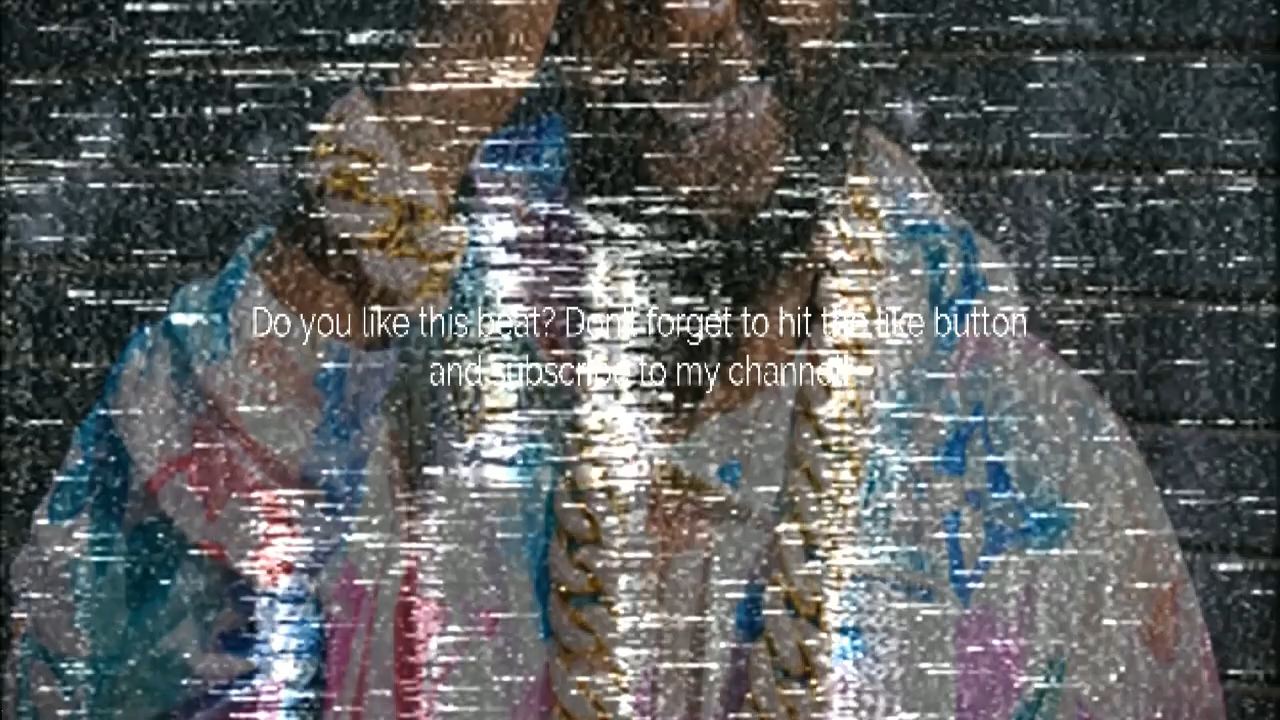 Do you like this beat? Don't forget to hit the like button
and subscribe to my channel!